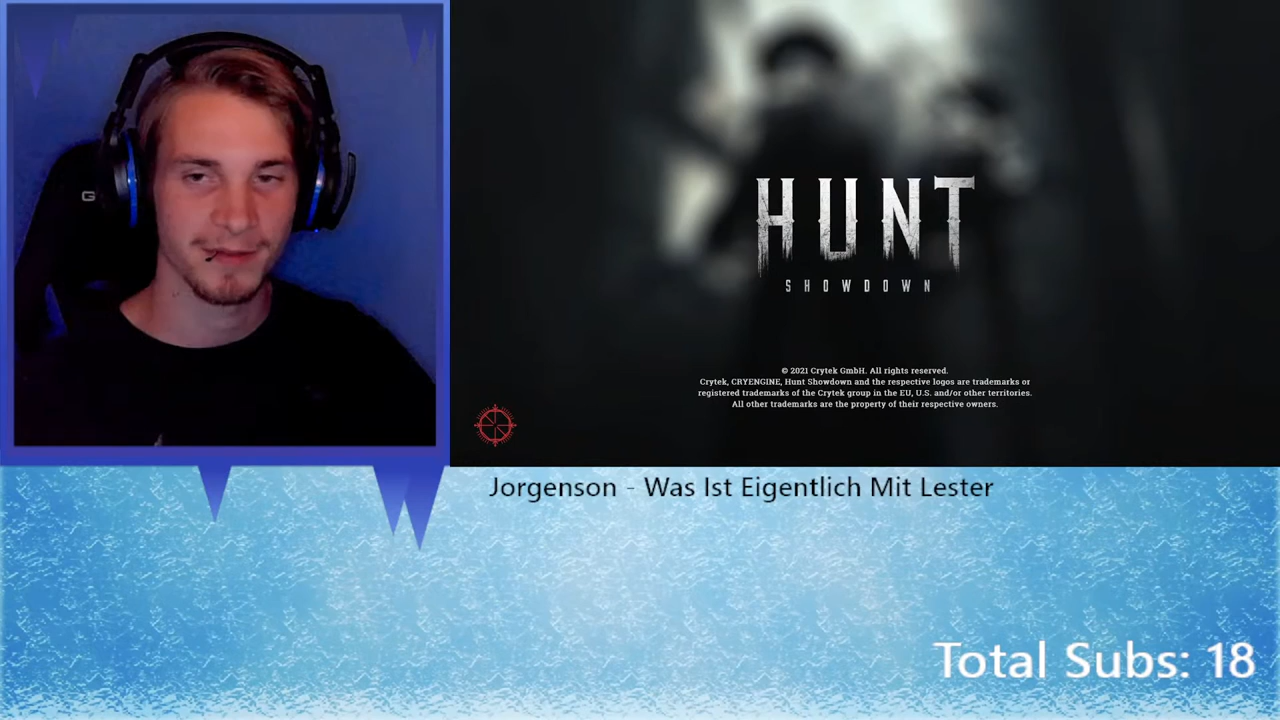 G
HUNT
SHOWDOWN
© 2021 Crytek GmbH. All rights reserved.
Crytek, CRYENGINE, Hunt Showdown and the respective logos are trademarks or
registered trademarks of the Crytek group in the EU, U.S. and/or other territories.
All other trademarks are the property of their respective owners.
Jorgenson - Was Ist Eigentlich Mit Lester
Total Subs: 18